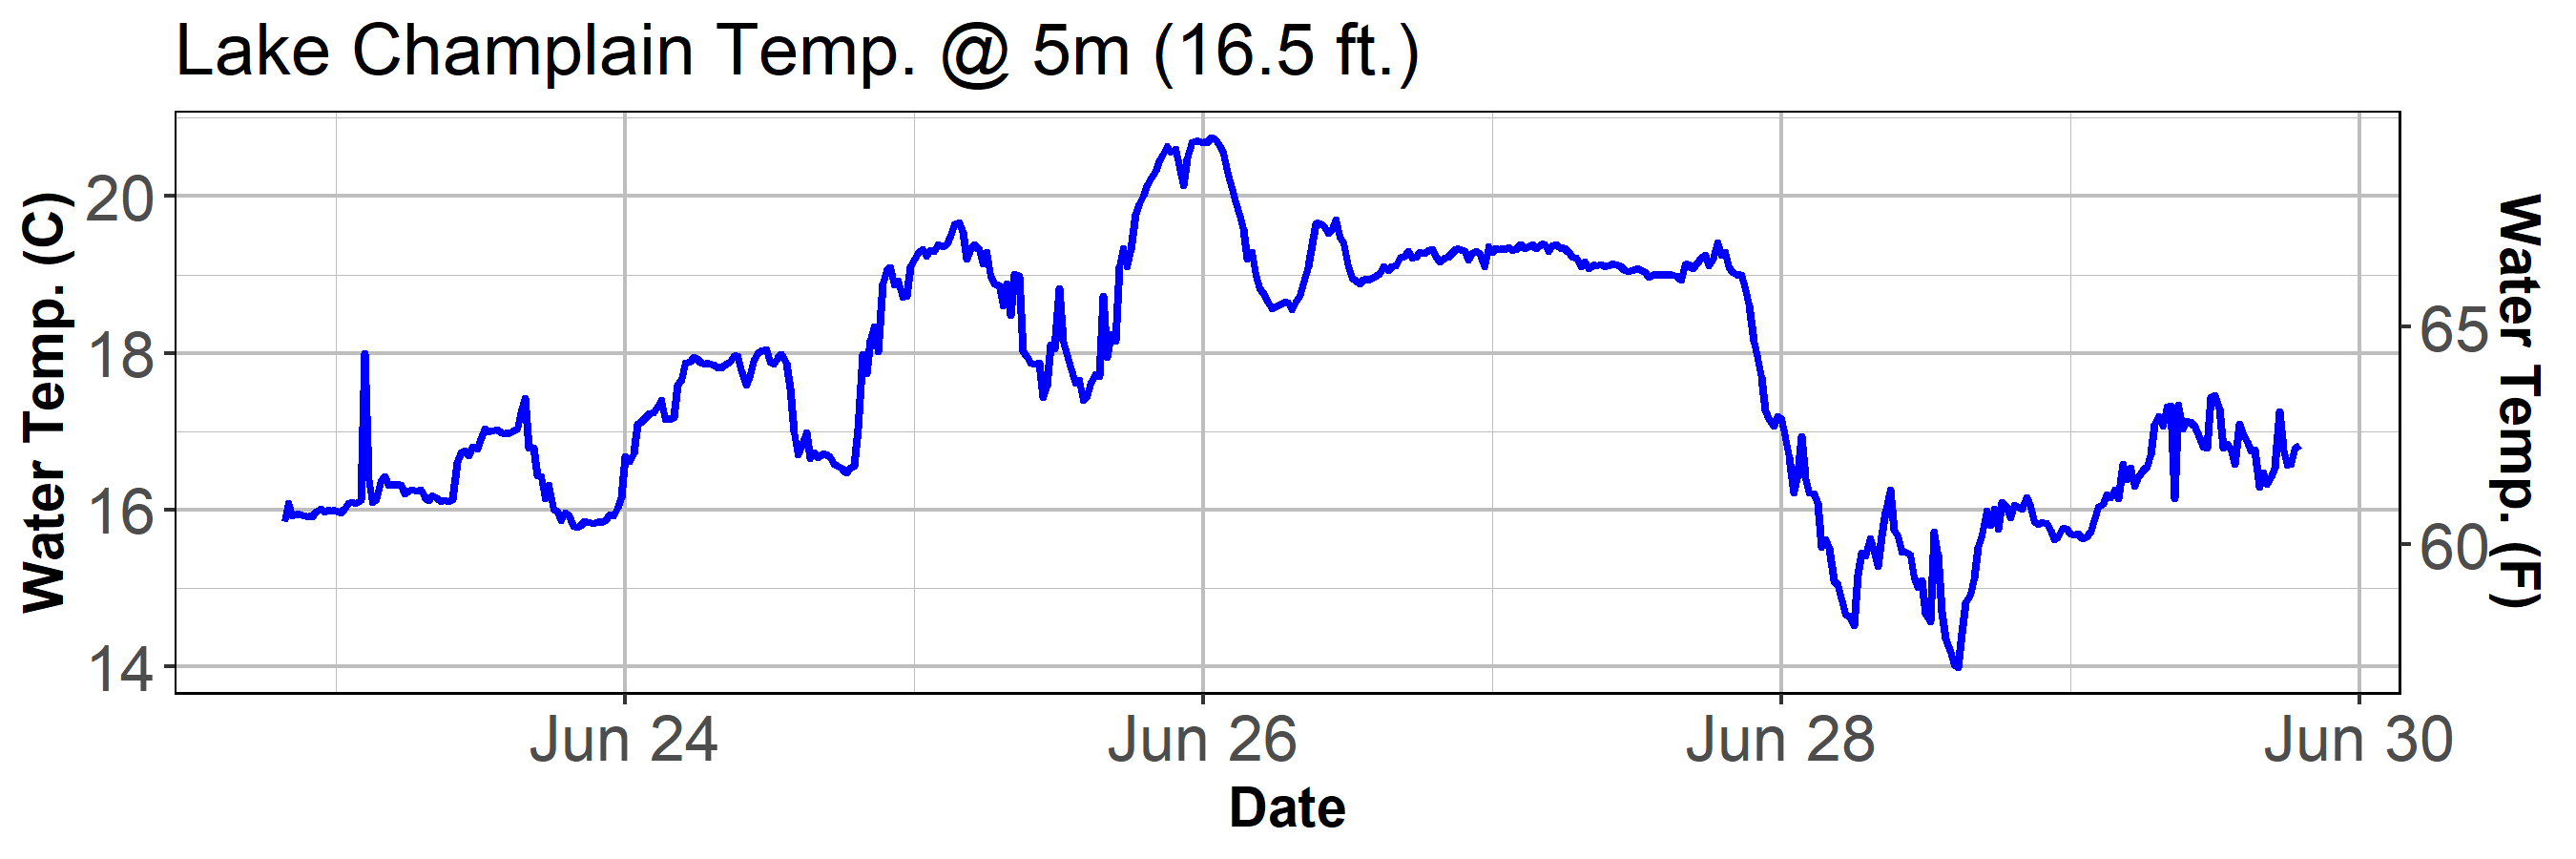 Lake Champlain Temp. @ 5m (16.5 ft.)
Water Temp. (C)
20
18
16
14
65
60
Water Temp. (F)
Jun 24 Jun 26 Jun 28 Jun 30
Date